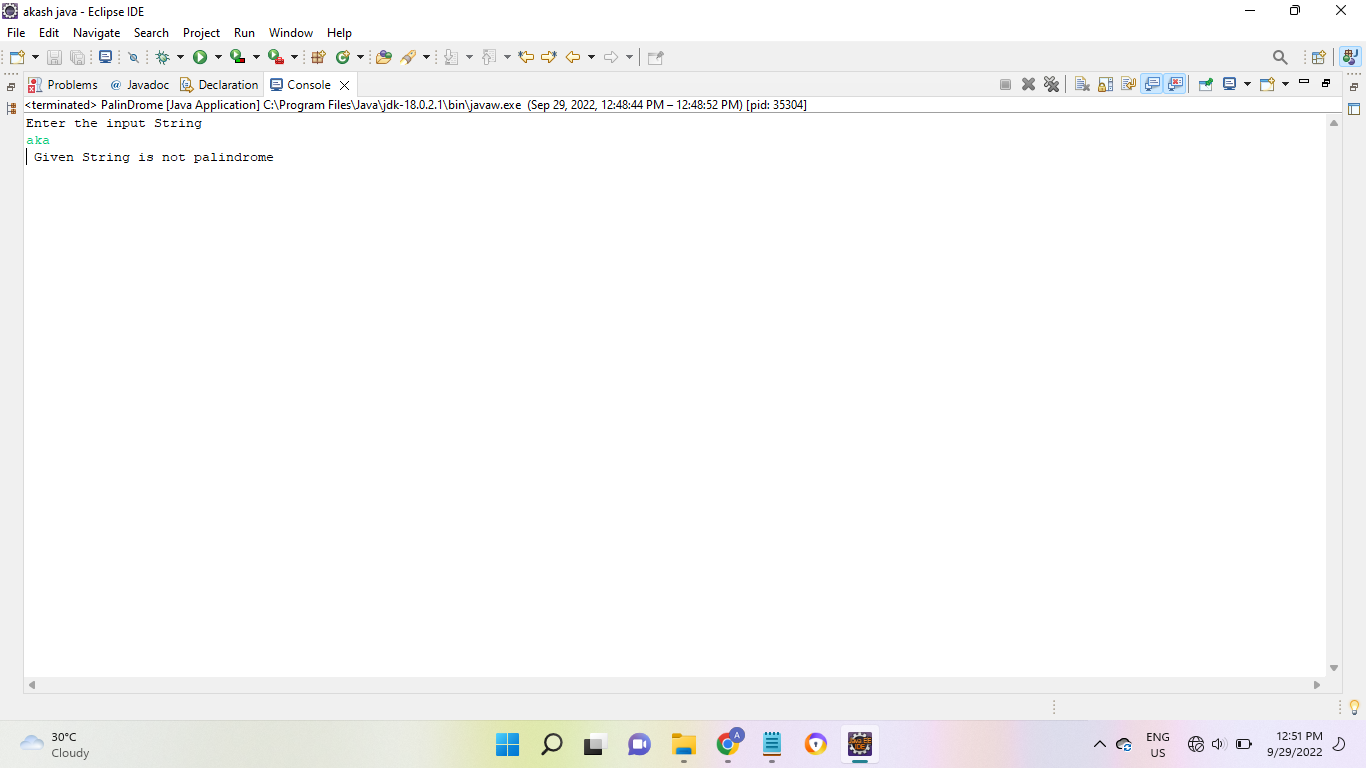 akash java - Eclipse IDE
File Edit Navigate Search Project Run Window Help
Problems @ Javadoc Declaration Console
<terminated> PalinDrome [Java Application] C:\Program Files\Java\jdk-18.0.2.1\bin\javaw.exe (Sep 29, 2022, 12:48:44 PM – 12:48:52 PM) [pid: 35304]
Enter the input String
aka
Given String is not palindrome
30°C
Cloudy
A
Java EE
IDE
ENG
US
12:51 PM
9/29/2022